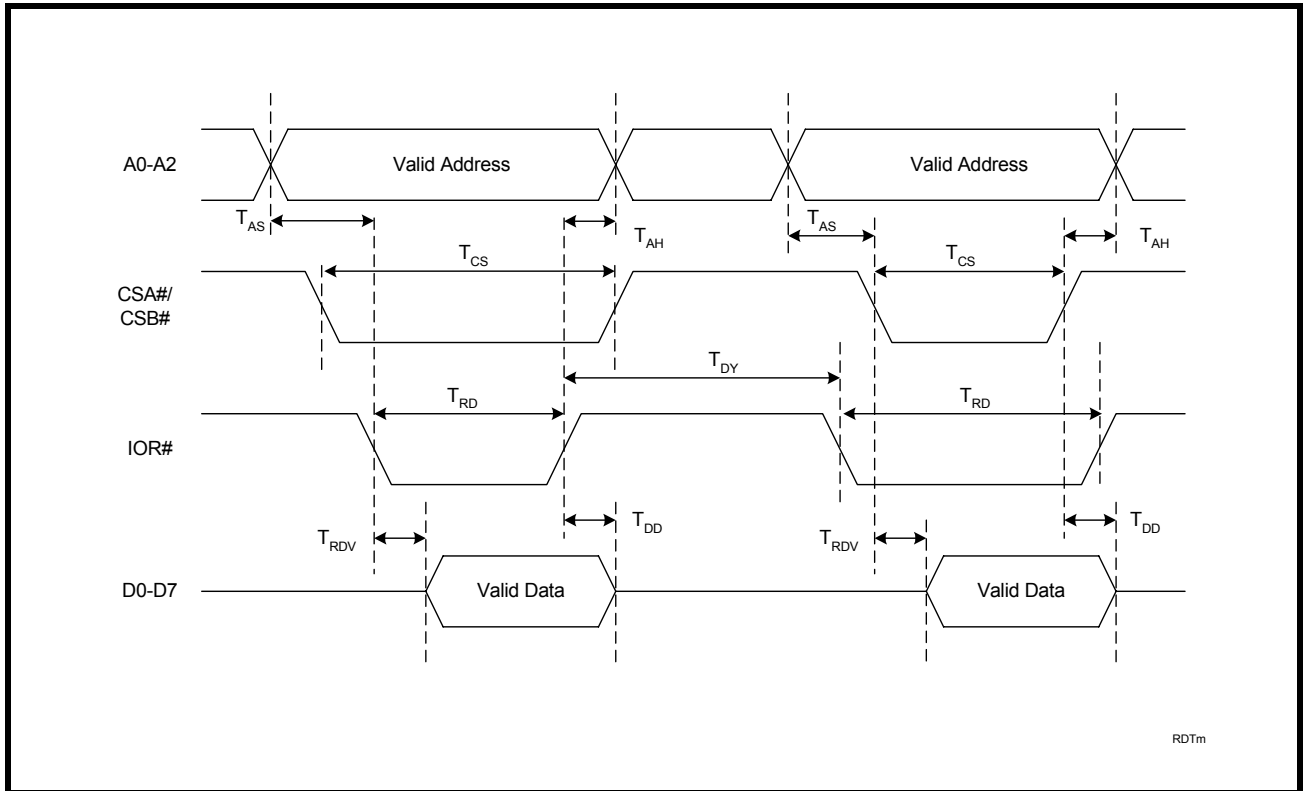 A0-A2
Valid Address
Valid Address
TAS
TAH
TAS
TAH
TCS
TCS
CSA#/
CSB#
TDY
TRD
TRD
IOR#
TRDV
TDD
TRDV
TDD
D0-D7
Valid Data
Valid Data
RDTm